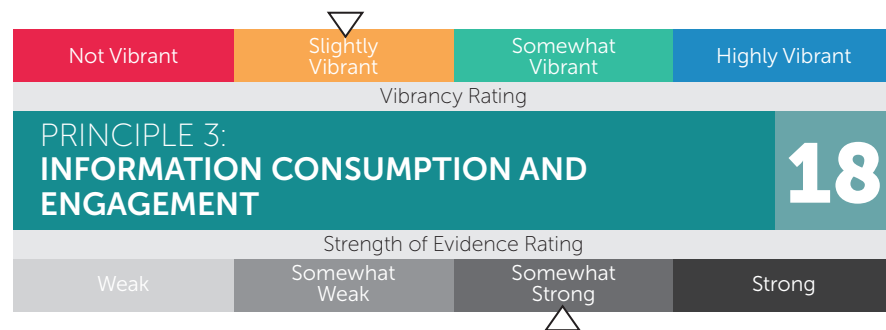 Not Vibrant
Slightly
Vibrant
Somewhat
Vibrant
Highly Vibrant
Vibrancy Rating
PRINCIPLE 3:
INFORMATION CONSUMPTION AND
ENGAGEMENT
18
Strength of Evidence Rating
Weak
Somewhat
Weak
Somewhat
Strong
Strong